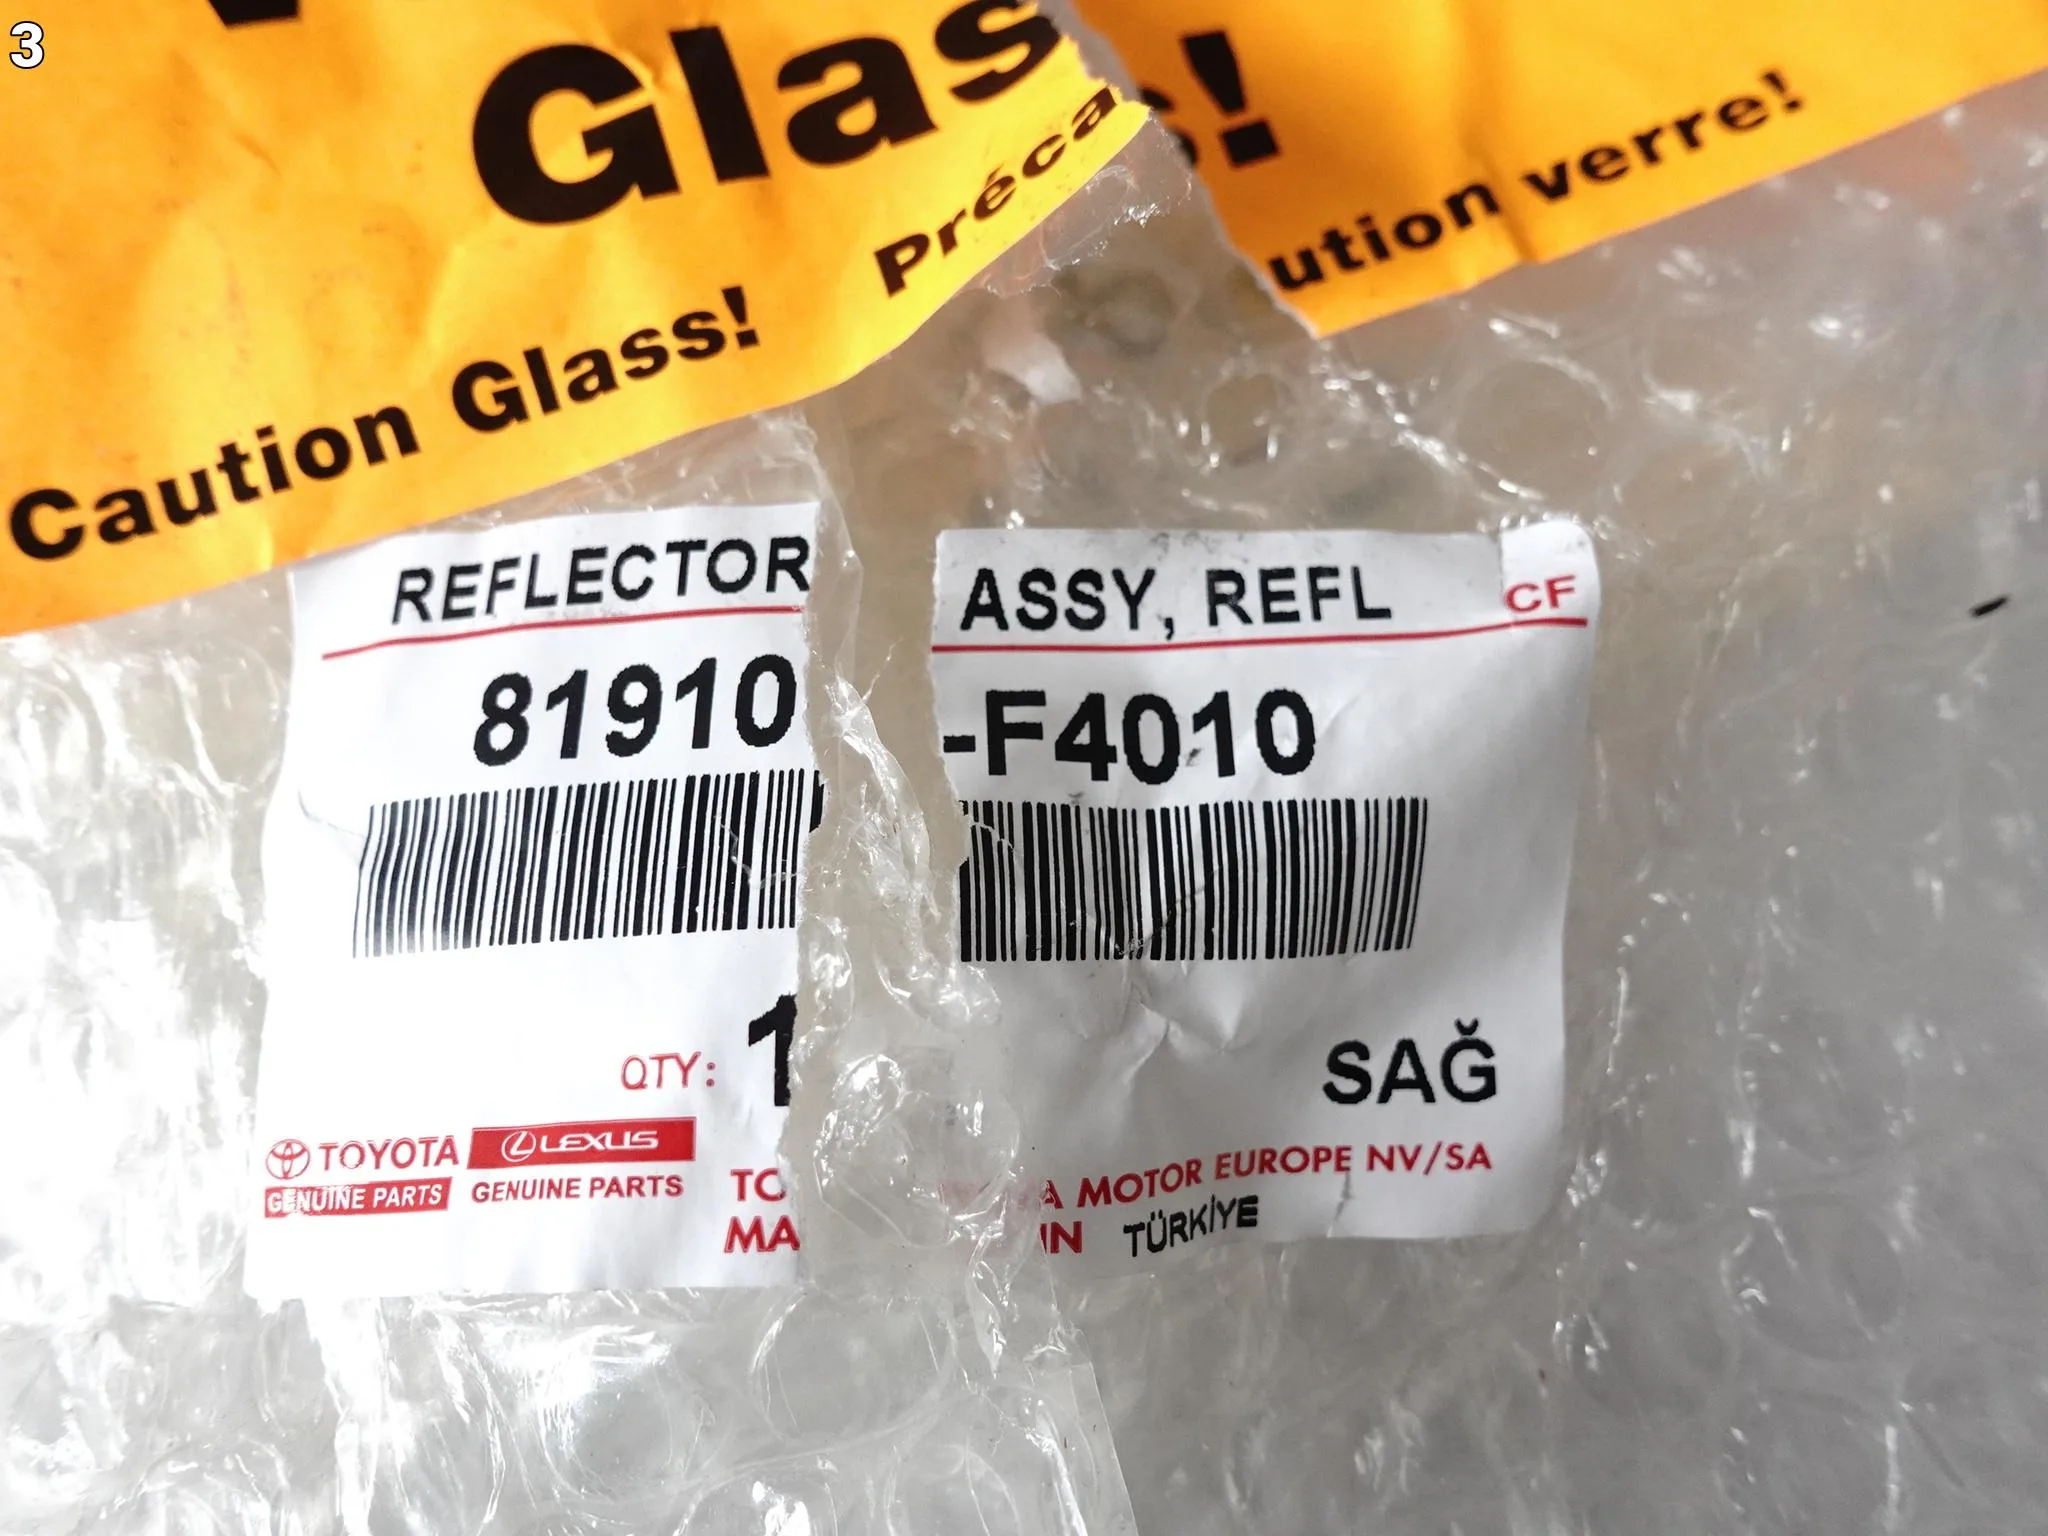 3
Glas s!
Caution Glass! Préca ution verre!
REFLECTOR ASSY, REFL CF
81910 -F4010
QTY: 1 SAĞ
TOYOTA LEXUS
GENUINE PARTS GENUINE PARTS
TO A MOTOR EUROPE NV/SA
MA IN TÜRKİYE